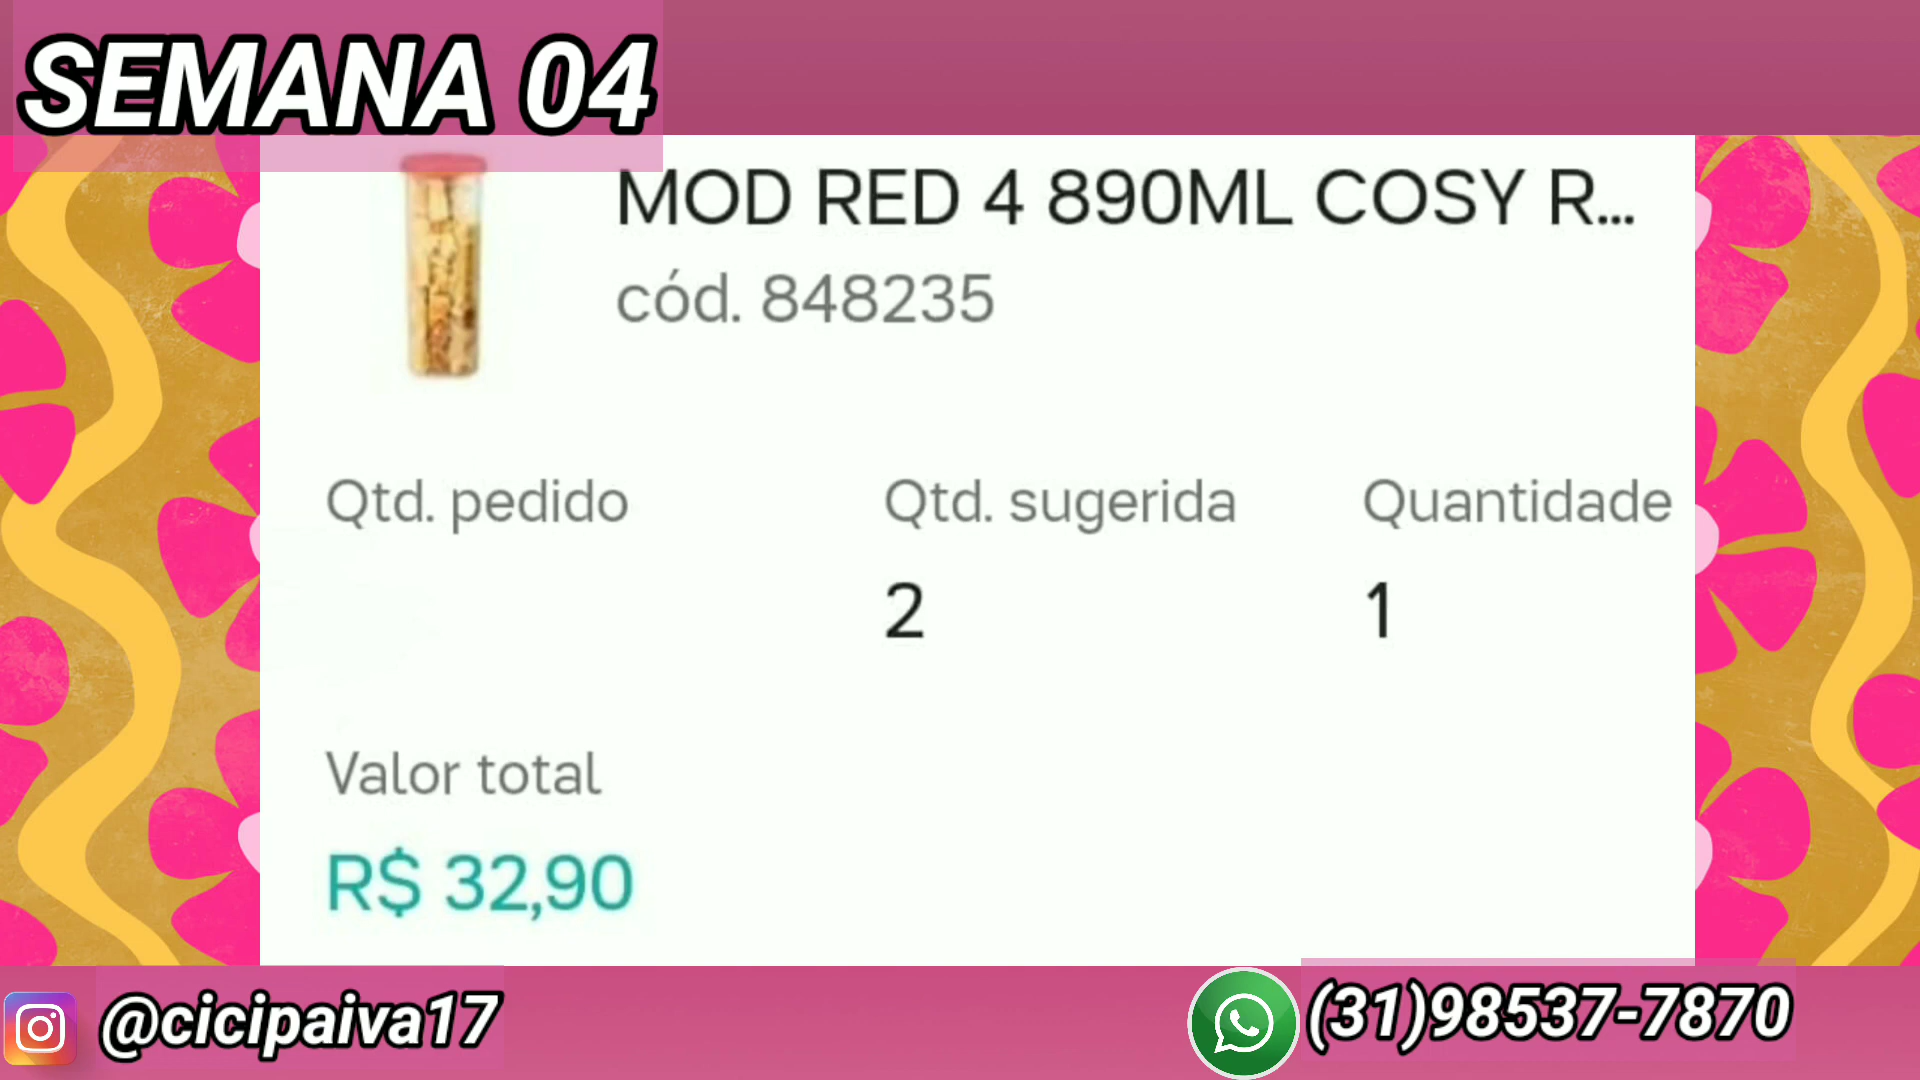 SEMANA 04
MOD RED 4 890ML COSY R...
cód. 848235
Qtd. pedido Qtd. sugerida Quantidade
2 1
Valor total
R$ 32,90
@cicipaiva17
(31)98537-7870